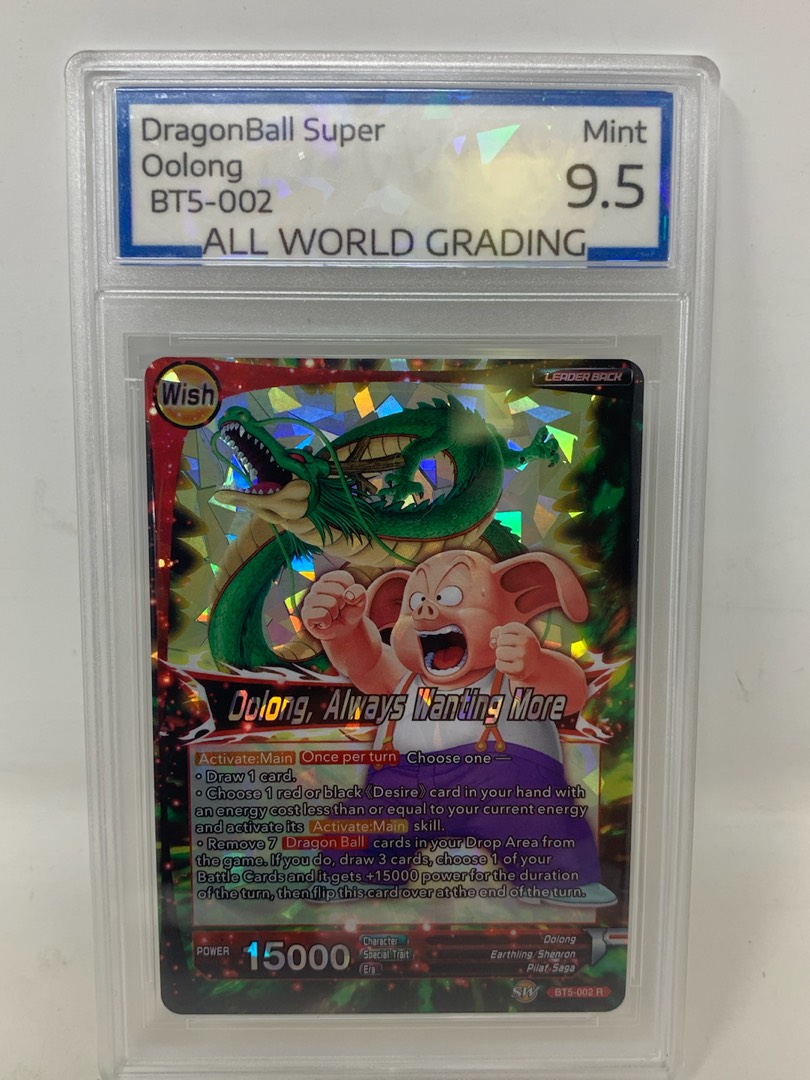 DragonBall Super
Mint
Oolong
9.5
BT5-002
ALL WORLD GRADING
Wish
LEADER BACK
Oolong, Always Wanting More
Activate:Main Once per turn Choose one —
• Draw 1 card.
• Choose 1 red or black 《Desire》 card in your hand with
an energy cost less than or equal to your current energy
and activate its Activate:Main skill.
• Remove 7 Dragon Ball cards in your Drop Area from
the game. If you do, draw 3 cards, choose 1 of your
Battle Cards and it gets +15000 power for the duration
of the turn, then flip this card over at the end of the turn.
POWER 15000
Character Oolong
Special Trait Earthling/Shenron
Era Pilaf Saga
SW BT5-002 R